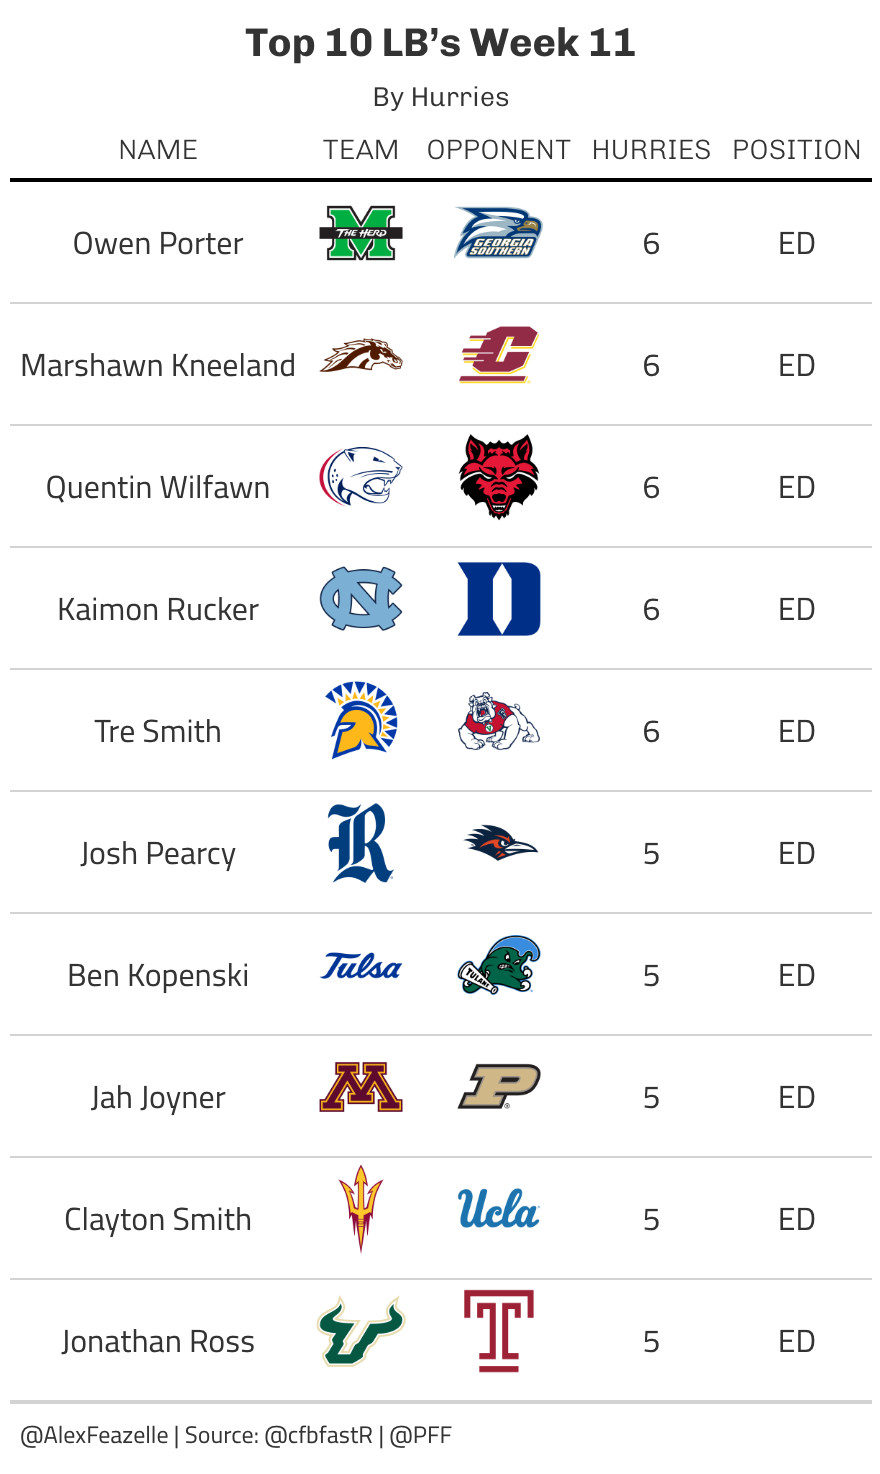 Top 10 LB’s Week 11
By Hurries
NAME TEAM OPPONENT HURRIES POSITION
Owen Porter THE HERD GEORGIA SOUTHERN 6 ED
Marshawn Kneeland C 6 ED
Quentin Wilfawn 6 ED
Kaimon Rucker NC D 6 ED
Tre Smith 6 ED
Josh Pearcy R 5 ED
Ben Kopenski Tulsa TULANE 5 ED
Jah Joyner M P 5 ED
Clayton Smith Ucla 5 ED
Jonathan Ross U T 5 ED
@AlexFeazelle | Source: @cfbfastR | @PFF